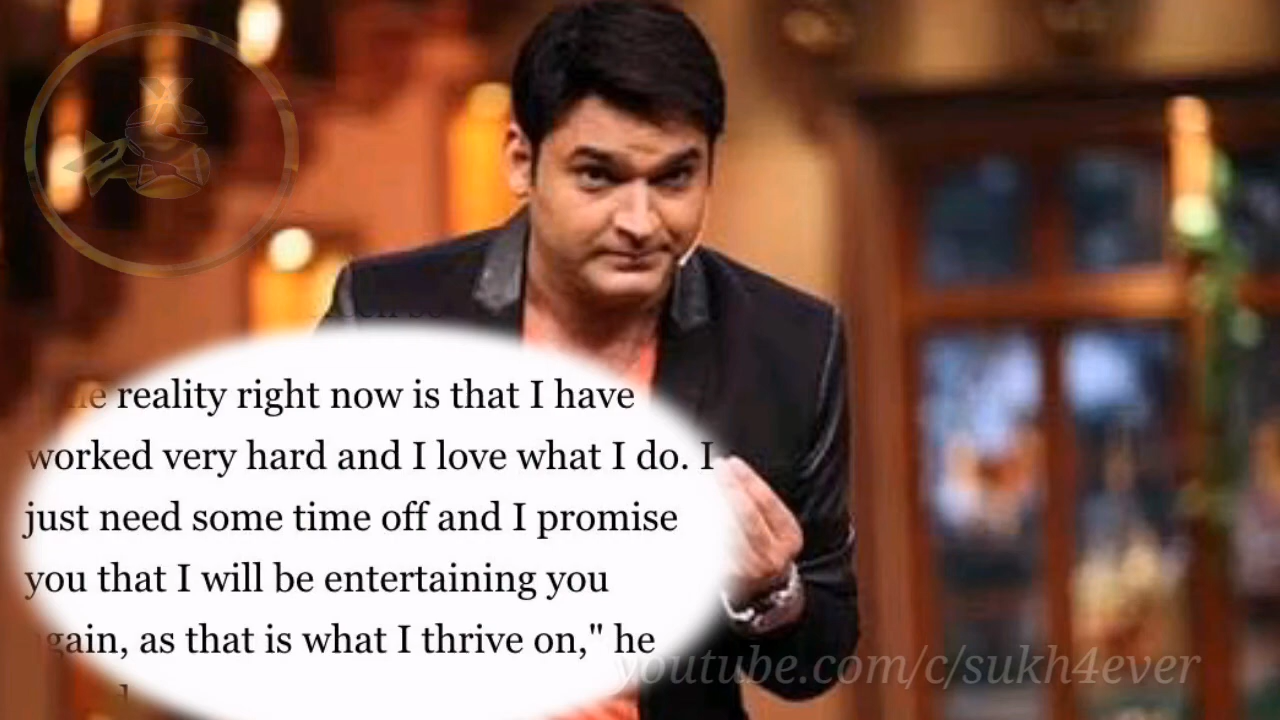 reality right now is that I have
worked very hard and I love what I do. I
just need some time off and I promise
you that I will be entertaining you
again, as that is what I thrive on," he
youtube.com/c/sukh4ever